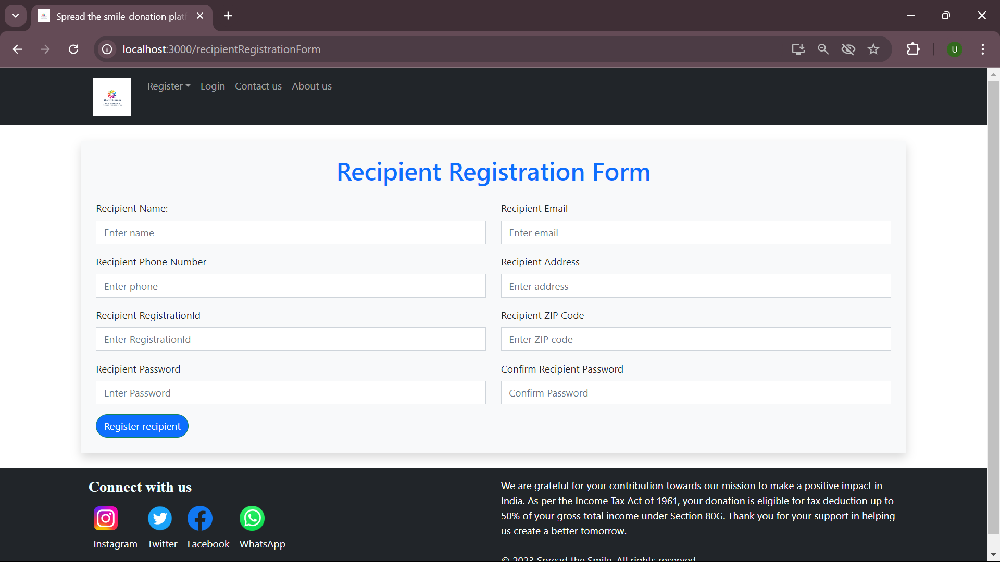 Spread the smile-donation plat
localhost:3000/recipientRegistrationForm
U
Register Login Contact us About us
Recipient Registration Form
Recipient Name: Recipient Email
Enter name Enter email
Recipient Phone Number Recipient Address
Enter phone Enter address
Recipient RegistrationId Recipient ZIP Code
Enter RegistrationId Enter ZIP code
Recipient Password Confirm Recipient Password
Enter Password Confirm Password
Register recipient
Connect with us
Instagram Twitter Facebook WhatsApp
We are grateful for your contribution towards our mission to make a positive impact in
India. As per the Income Tax Act of 1961, your donation is eligible for tax deduction up to
50% of your gross total income under Section 80G. Thank you for your support in helping
us create a better tomorrow.
© 2023 Spread the Smile. All rights reserved.